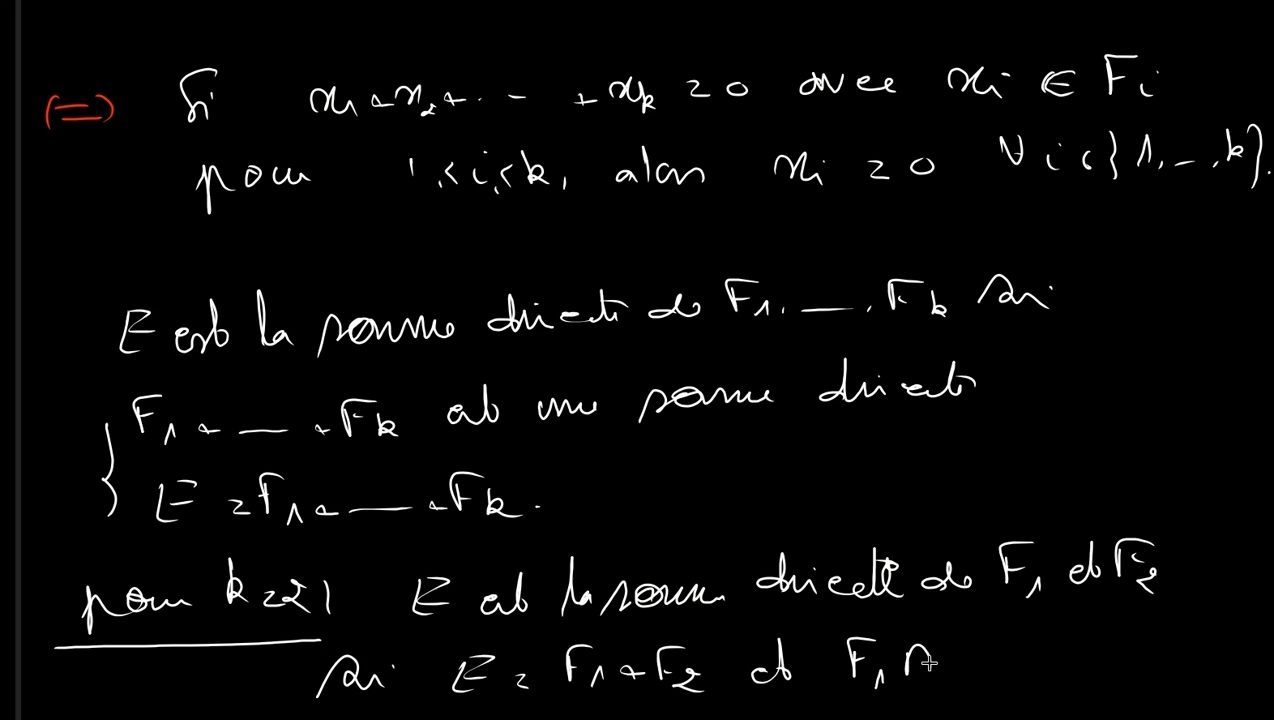 (=) Si x₁ + x₂ + ... + xₖ = 0 avec xᵢ ∈ Fᵢ
pour 1 ≤ i ≤ k, alors xᵢ = 0 ∀ i ∈ {1, ..., k}.
E est la somme directe de F₁, ..., Fₖ si
F₁ + ... + Fₖ est une somme directe
E = F₁ + ... + Fₖ.
pour k = 2, E est la somme directe de F₁ et F₂
si E = F₁ + F₂ et F₁ ∩